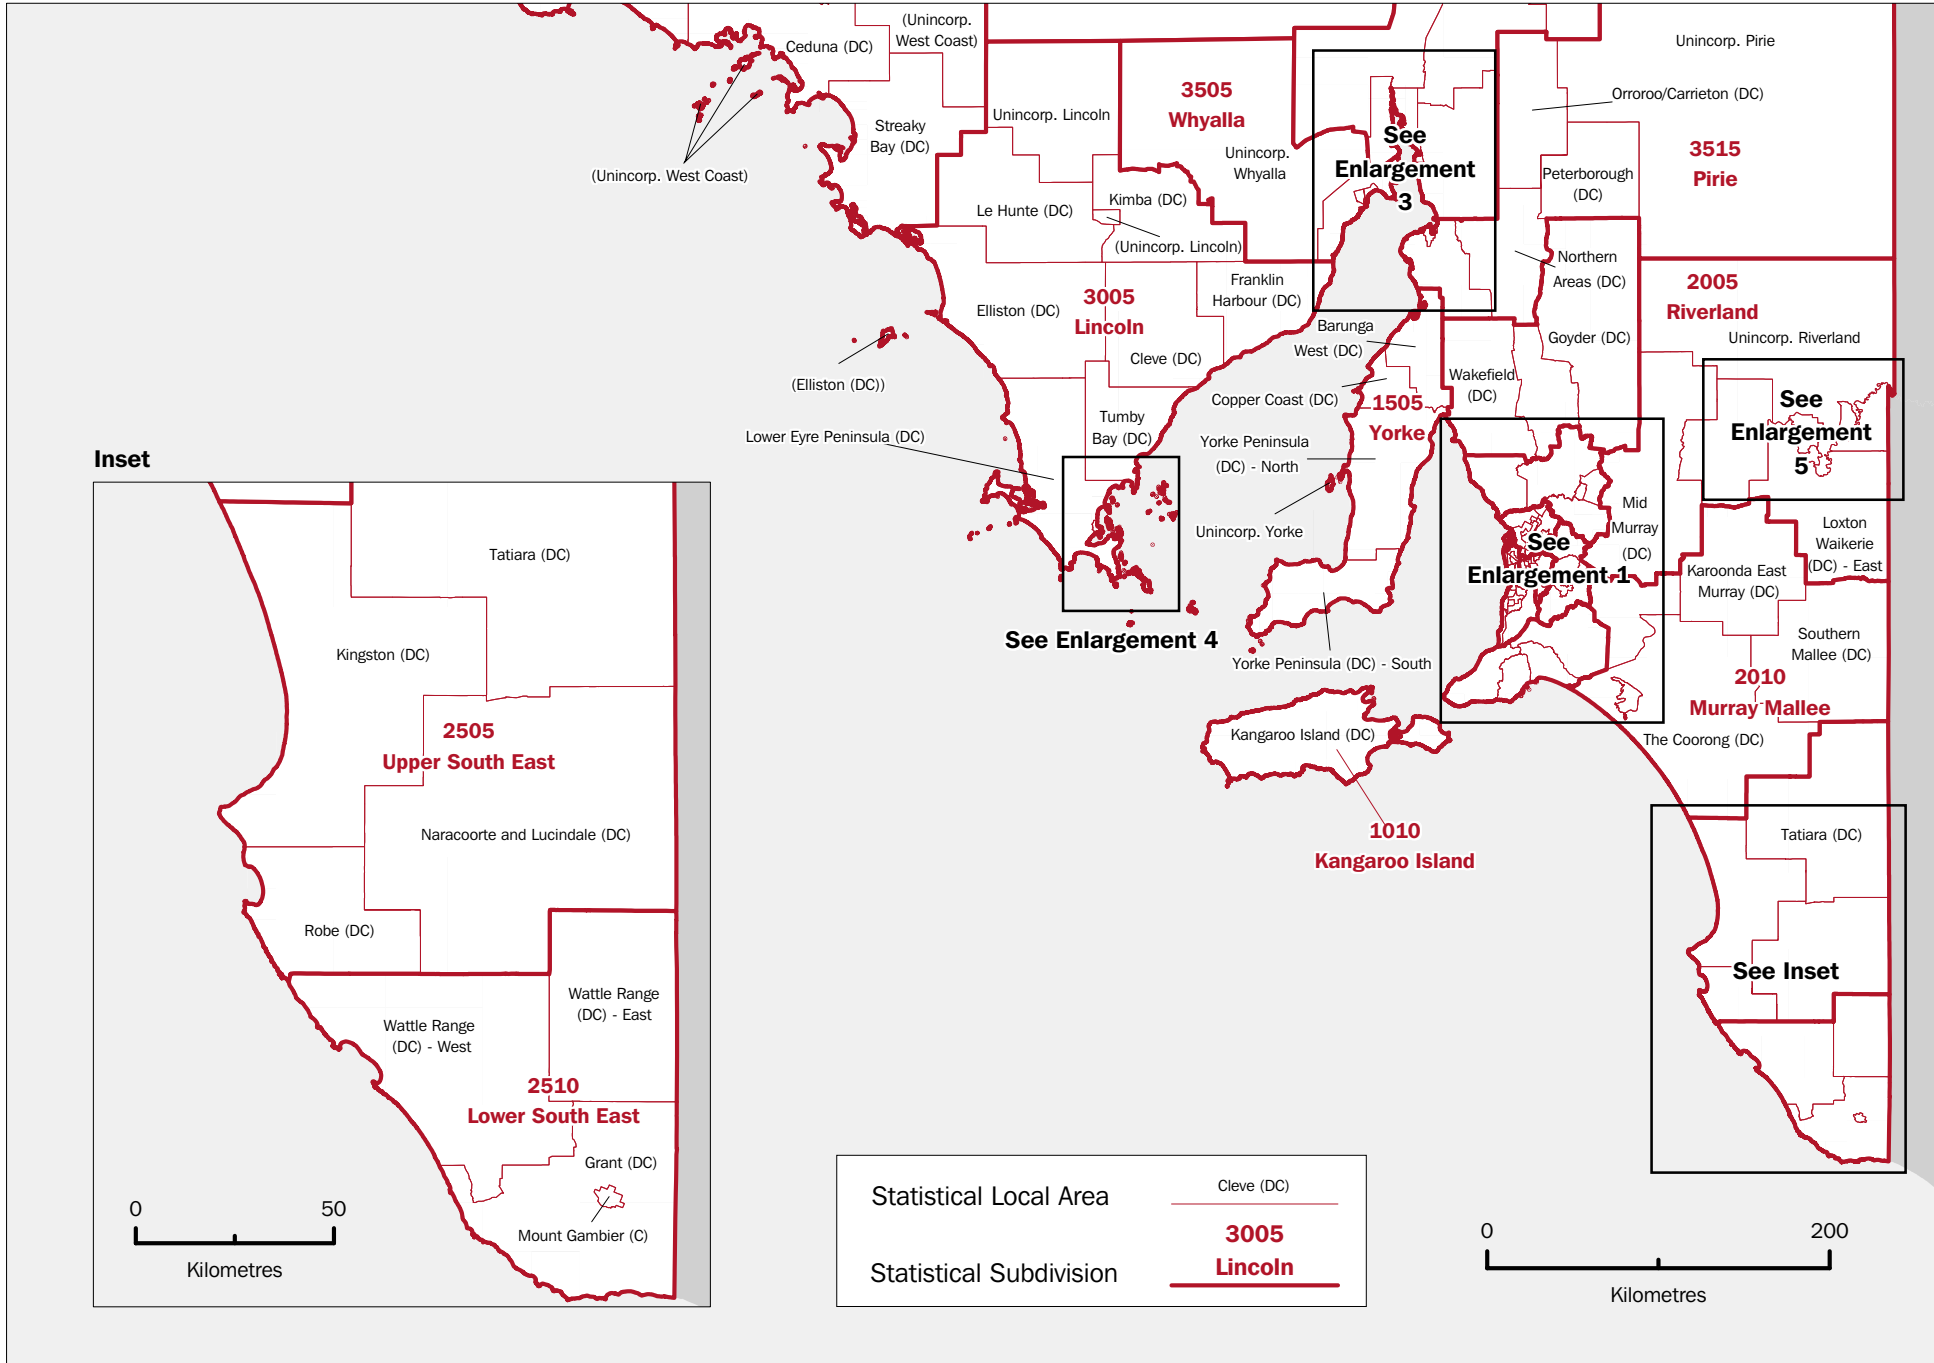 (Unincorp.
West Coast)
Ceduna (DC)
Unincorp. Pirie
3505
Whyalla
Orroroo/Carrieton (DC)
Unincorp. Lincoln
Streaky
Bay (DC)
See
Enlargement
3
Unincorp.
Whyalla
3515
Pirie
(Unincorp. West Coast)
Peterborough
(DC)
Kimba (DC)
Le Hunte (DC)
(Unincorp. Lincoln)
Northern
Areas (DC)
Franklin
Harbour (DC)
2005
Riverland
3005
Lincoln
Elliston (DC)
Barunga
West (DC)
Goyder (DC)
Unincorp. Riverland
Cleve (DC)
(Elliston (DC))
Wakefield
(DC)
Copper Coast (DC)
1505
Yorke
See
Enlargement
5
Tumby
Bay (DC)
Lower Eyre Peninsula (DC)
Yorke Peninsula
(DC) - North
Inset
Mid
Murray
(DC)
Unincorp. Yorke
Loxton
Waikerie
(DC) - East
See
Enlargement 1
Karoonda East
Murray (DC)
Tatiara (DC)
See Enlargement 4
Southern
Mallee (DC)
Kingston (DC)
Yorke Peninsula (DC) - South
2010
Murray Mallee
2505
Upper South East
Kangaroo Island (DC)
The Coorong (DC)
1010
Kangaroo Island
Naracoorte and Lucindale (DC)
Tatiara (DC)
Robe (DC)
See Inset
Wattle Range
(DC) - East
Wattle Range
(DC) - West
2510
Lower South East
Grant (DC)
Mount Gambier (C)
0 50
Kilometres
Statistical Local Area
Cleve (DC)
Statistical Subdivision
3005
Lincoln
0 200
Kilometres